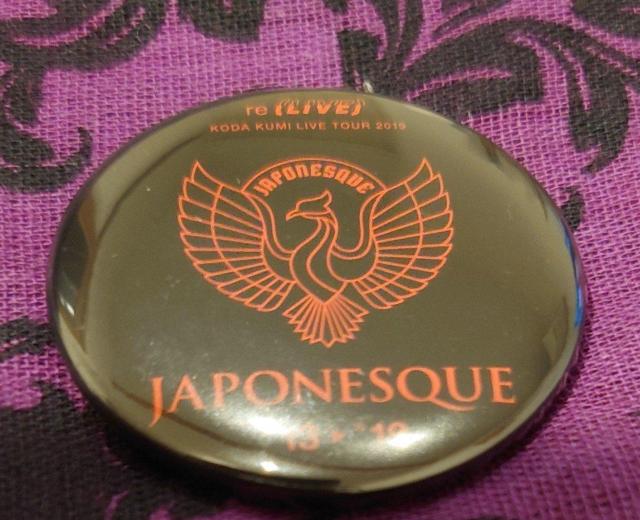 re (LIVE)
KODA KUMI LIVE TOUR 2019
JAPONESQUE
JAPONESQUE